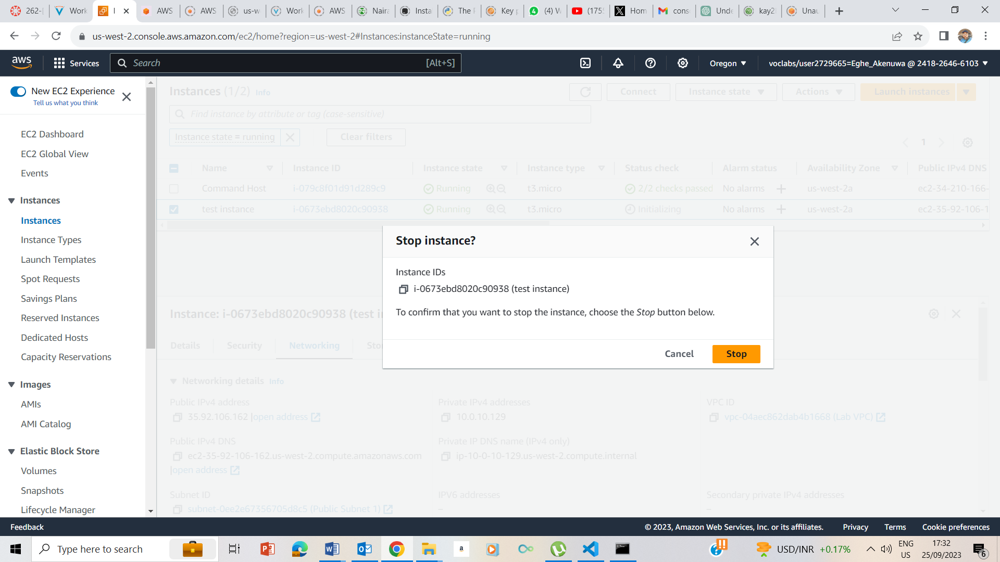 262-[
Work
I
AWS
AWS
us-w
Work
AWS
Naira
Insta
The F
Key p
(4) W
(175
Hom
cons
Unde
kay2
Unau
us-west-2.console.aws.amazon.com/ec2/home?region=us-west-2#Instances:instanceState=running
aws
Services
Search
[Alt+S]
Oregon
voclabs/user2729665=Eghe_Akenuwa @ 2418-2646-6103
New EC2 Experience
Tell us what you think
EC2 Dashboard
EC2 Global View
Events
Instances
Instances
Instance Types
Launch Templates
Spot Requests
Savings Plans
Reserved Instances
Dedicated Hosts
Capacity Reservations
Images
AMIs
AMI Catalog
Elastic Block Store
Volumes
Snapshots
Lifecycle Manager
Instances (1/2) Info
Connect
Instance state
Actions
Launch instances
Find instance by attribute or tag (case-sensitive)
Instance state = running
Clear filters
1
Name Instance ID Instance state Instance type Status check Alarm status Availability Zone Public IPv4 DNS
Command Host i-079c8f01d91d289c9 Running t3.micro 2/2 checks passed No alarms us-west-2a ec2-34-210-166-
test instance i-0673ebd8020c90938 Running t3.micro Initializing No alarms us-west-2a ec2-35-92-106-1
Stop instance?
Instance IDs
i-0673ebd8020c90938 (test instance)
To confirm that you want to stop the instance, choose the Stop button below.
Cancel
Stop
Instance: i-0673ebd8020c90938 (test i
Details
Security
Networking
Sto
Networking details Info
Public IPv4 address Private IPv4 addresses VPC ID
35.92.106.162 |open address 10.0.10.129 vpc-04aec862dab4b1668 (Lab VPC)
Public IPv4 DNS Private IP DNS name (IPv4 only)
ec2-35-92-106-162.us-west-2.compute.amazonaws.com ip-10-0-10-129.us-west-2.compute.internal
|open address
Subnet ID IPV6 addresses Secondary private IPv4 addresses
subnet-0ee2e67356705d8c5 (Public Subnet 1) – –
Feedback
© 2023, Amazon Web Services, Inc. or its affiliates.
Privacy
Terms
Cookie preferences
Type here to search
a
USD/INR +0.17%
ENG
US
17:32
25/09/2023
6